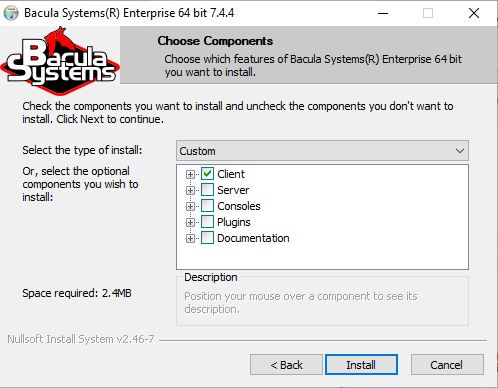 Bacula Systems(R) Enterprise 64 bit 7.4.4
Bacula
Systems
Choose Components
Choose which features of Bacula Systems(R) Enterprise 64 bit
you want to install.
Check the components you want to install and uncheck the components you don't want to
install. Click Next to continue.
Select the type of install:
Custom
Or, select the optional
components you wish to
install:
Client
Server
Consoles
Plugins
Documentation
Space required: 2.4MB
Description
Position your mouse over a component to see its
description.
Nullsoft Install System v2.46-7
< Back
Install
Cancel